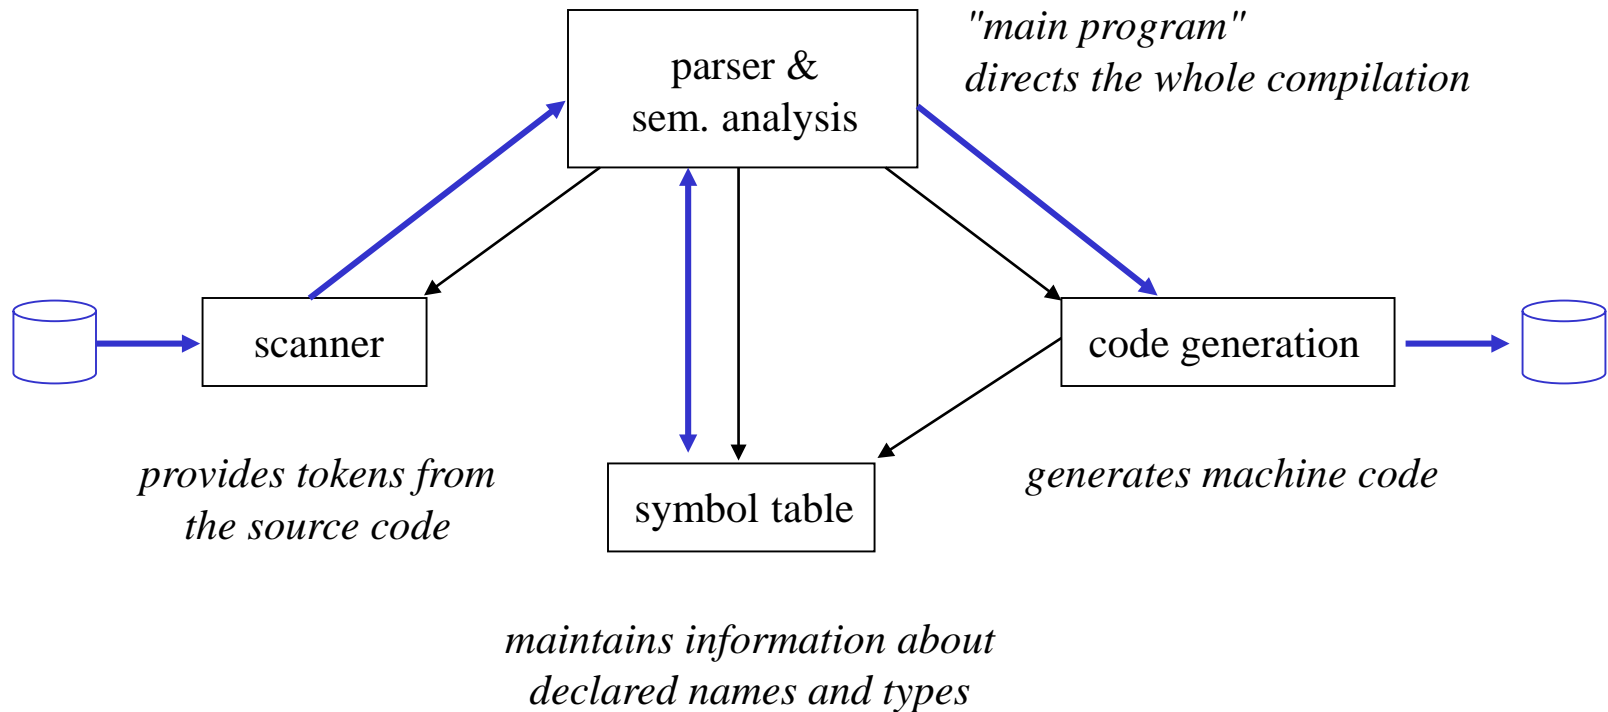 "main program"
directs the whole compilation
parser &
sem. analysis
scanner
code generation
provides tokens from
the source code
symbol table
generates machine code
maintains information about
declared names and types